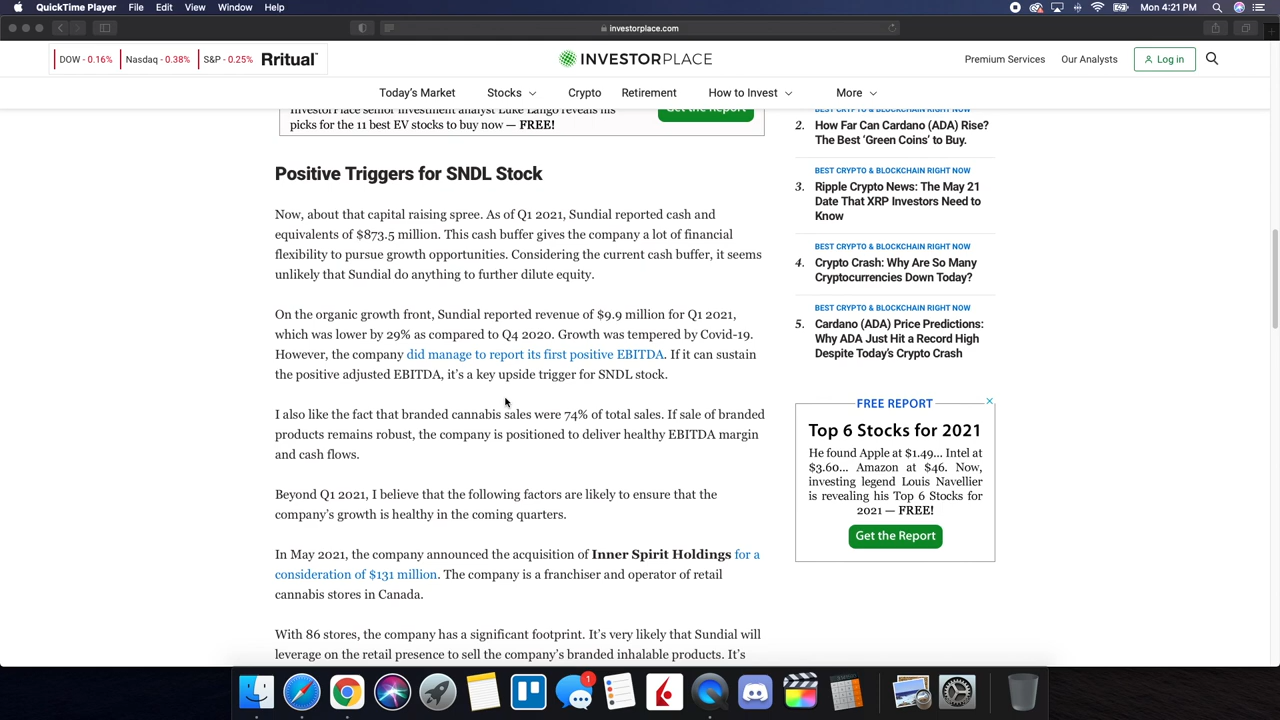 QuickTime Player File Edit View Window Help
Mon 4:21 PM
investorplace.com
DOW - 0.16% Nasdaq - 0.38% S&P - 0.25% Rritual™
INVESTORPLACE
Premium Services Our Analysts Log in
Today's Market Stocks Crypto Retirement How to Invest More
InvestorPlace senior investment analyst Luke Lango reveals his
picks for the 11 best EV stocks to buy now — FREE!
Get the Report
Positive Triggers for SNDL Stock
Now, about that capital raising spree. As of Q1 2021, Sundial reported cash and
equivalents of $873.5 million. This cash buffer gives the company a lot of financial
flexibility to pursue growth opportunities. Considering the current cash buffer, it seems
unlikely that Sundial do anything to further dilute equity.
On the organic growth front, Sundial reported revenue of $9.9 million for Q1 2021,
which was lower by 29% as compared to Q4 2020. Growth was tempered by Covid-19.
However, the company did manage to report its first positive EBITDA. If it can sustain
the positive adjusted EBITDA, it's a key upside trigger for SNDL stock.
I also like the fact that branded cannabis sales were 74% of total sales. If sale of branded
products remains robust, the company is positioned to deliver healthy EBITDA margin
and cash flows.
Beyond Q1 2021, I believe that the following factors are likely to ensure that the
company's growth is healthy in the coming quarters.
In May 2021, the company announced the acquisition of Inner Spirit Holdings for a
consideration of $131 million. The company is a franchiser and operator of retail
cannabis stores in Canada.
With 86 stores, the company has a significant footprint. It's very likely that Sundial will
leverage on the retail presence to sell the company's branded inhalable products. It's
BEST CRYPTO & BLOCKCHAIN RIGHT NOW
2. How Far Can Cardano (ADA) Rise?
The Best 'Green Coins' to Buy.
BEST CRYPTO & BLOCKCHAIN RIGHT NOW
3. Ripple Crypto News: The May 21
Date That XRP Investors Need to
Know
BEST CRYPTO & BLOCKCHAIN RIGHT NOW
4. Crypto Crash: Why Are So Many
Cryptocurrencies Down Today?
BEST CRYPTO & BLOCKCHAIN RIGHT NOW
5. Cardano (ADA) Price Predictions:
Why ADA Just Hit a Record High
Despite Today's Crypto Crash
FREE REPORT
Top 6 Stocks for 2021
He found Apple at $1.49... Intel at
$3.60... Amazon at $46. Now,
investing legend Louis Navellier
is revealing his Top 6 Stocks for
2021 — FREE!
Get the Report
1